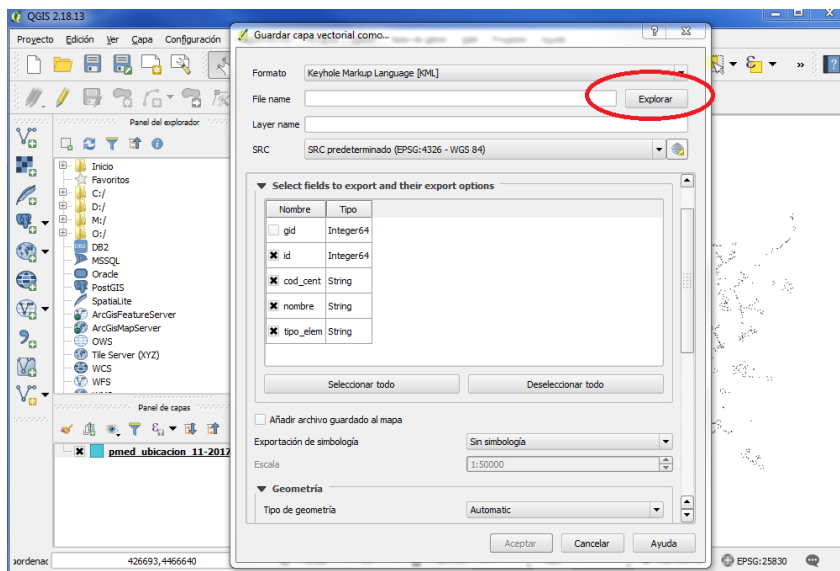 QGIS 2.18.13
Proyecto Edición Ver Capa Configuración
Guardar capa vectorial como...
Formato Keyhole Markup Language [KML]
File name Explorar
Layer name
SRC SRC predeterminado (EPSG:4326 - WGS 84)
Select fields to export and their export options
Nombre Tipo
gid Integer64
id Integer64
cod_cent String
nombre String
tipo_elem String
Seleccionar todo Deseleccionar todo
Añadir archivo guardado al mapa
Exportación de simbología Sin simbología
Escala 1:50000
Geometría
Tipo de geometría Automatic
Aceptar Cancelar Ayuda
Panel del explorador
Inicio
Favoritos
C:/
D:/
M:/
O:/
DB2
MSSQL
Oracle
PostGIS
SpatiaLite
ArcGisFeatureServer
ArcGisMapServer
OWS
Tile Server (XYZ)
WCS
WFS
Panel de capas
pmed_ubicacion_11-2017
oordenac 426693,4466640 EPSG:25830